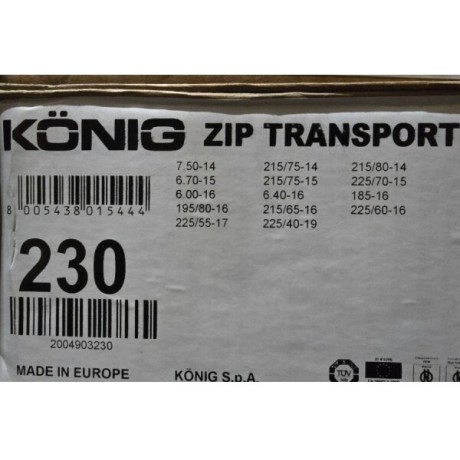 KÖNIG ZIP TRANSPORT
7.50-14 215/75-14 215/80-14
6.70-15 215/75-15 225/70-15
6.00-16 6.40-16 185-16
195/80-16 215/65-16 225/60-16
225/55-17 225/40-19
8 005438 015444
230
2004903230
MADE IN EUROPE KÖNIG S.p.A.
TÜV